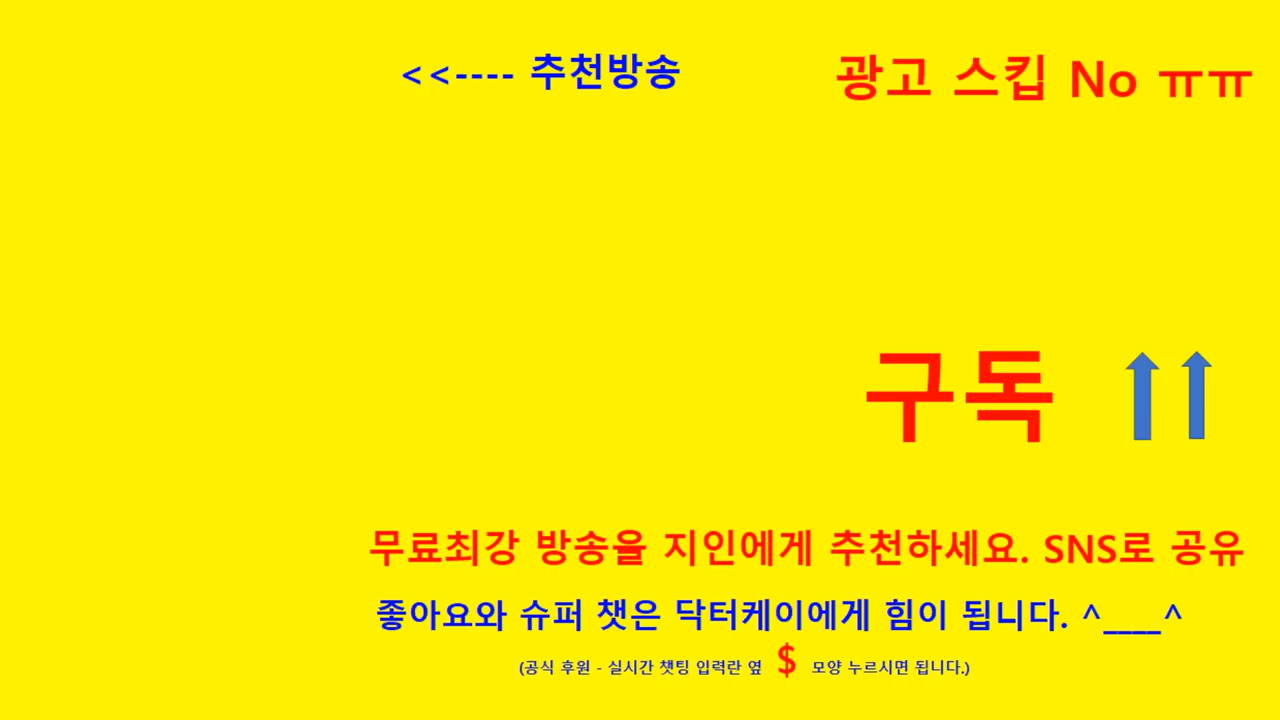 <<---- 추천방송
광고 스킵 No ㅠㅠ
구독
무료최강 방송을 지인에게 추천하세요. SNS로 공유
좋아요와 슈퍼 챗은 닥터케이에게 힘이 됩니다. ^____^
(공식 후원 - 실시간 챗팅 입력란 옆 $ 모양 누르시면 됩니다.)